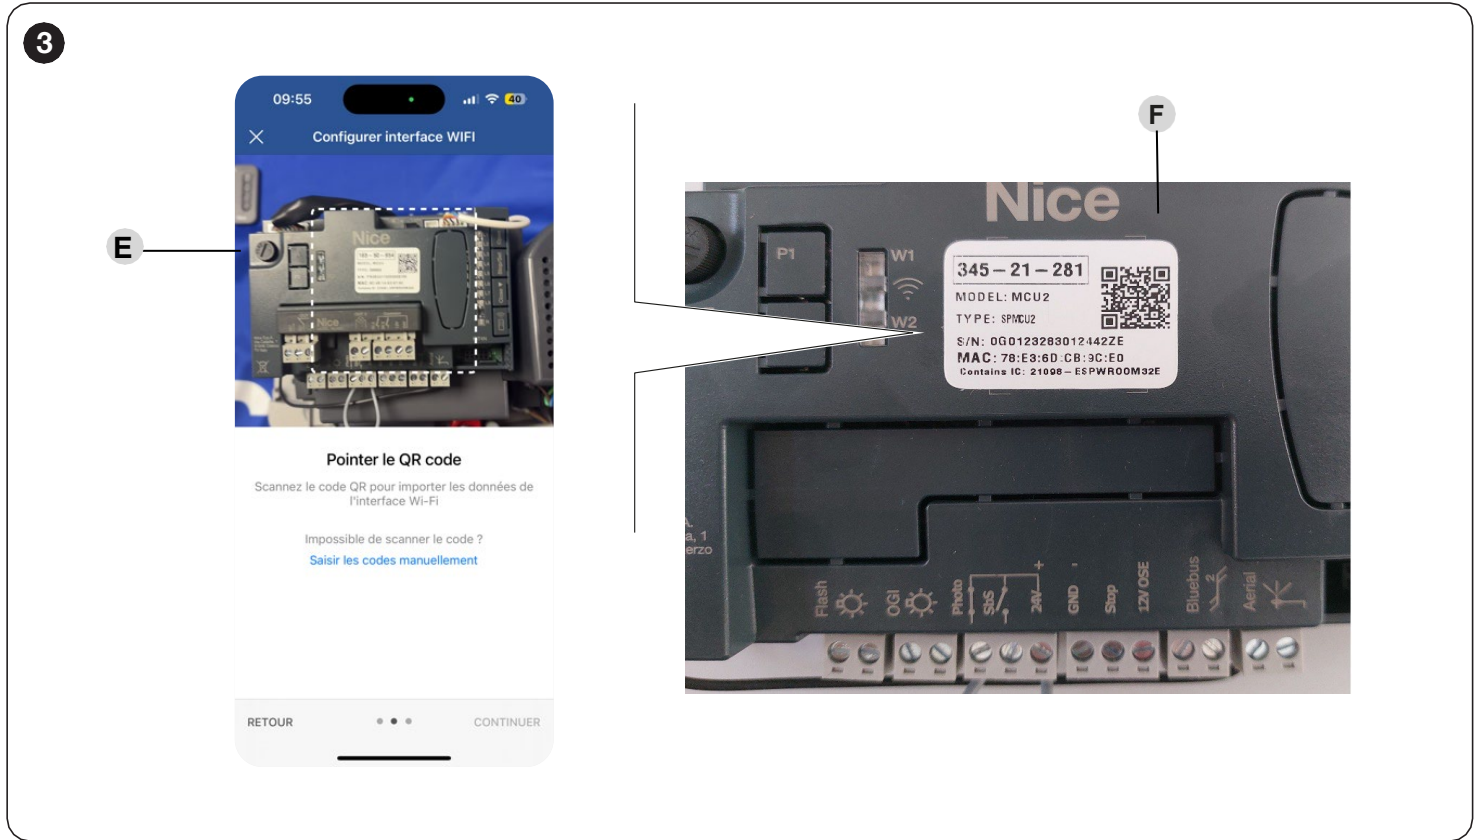 3
09:55
40
Configurer interface WIFI
E
Nice
Nice
Pointer le QR code
Scannez le code QR pour importer les données de
l'interface Wi-Fi
Impossible de scanner le code ?
Saisir les codes manuellement
RETOUR
CONTINUER
F
Nice
P1
W1
W2
345-21-281
MODEL: MCU2
TYPE: SPMCU2
S/N: 0G0123283012442ZE
MAC: 78:E3:6D:CB:9C:E0
Contains IC: 21098-ESPWROOM32E
a, 1
erzo
Flash
OGI
Photo
SbS
24V
+
GND
-
Stop
12V OSE
Bluebus
2
Aerial